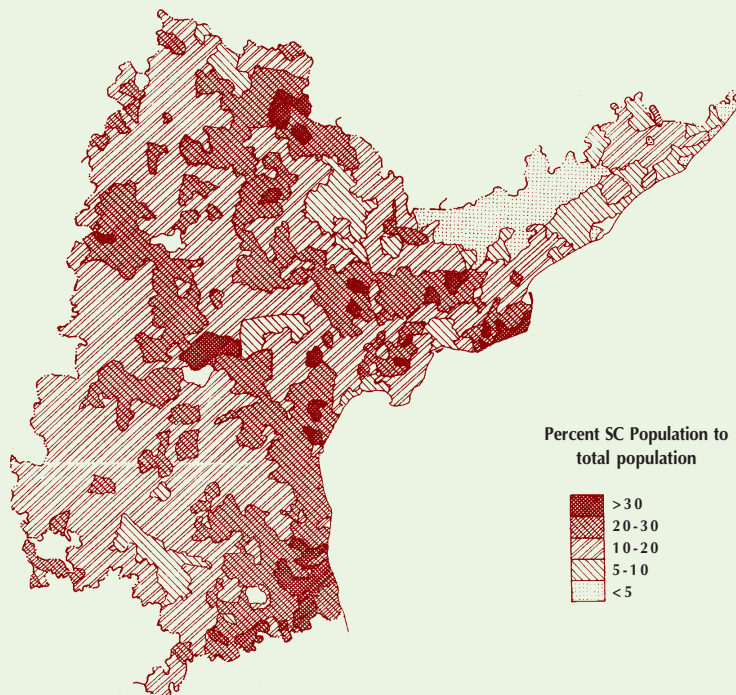 Percent SC Population to
total population
>30
20-30
10-20
5-10
<5